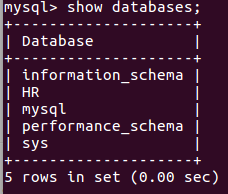 mysql> show databases;
+--------------------+
| Database           |
+--------------------+
| information_schema |
| HR                 |
| mysql              |
| performance_schema |
| sys                |
+--------------------+
5 rows in set (0.00 sec)